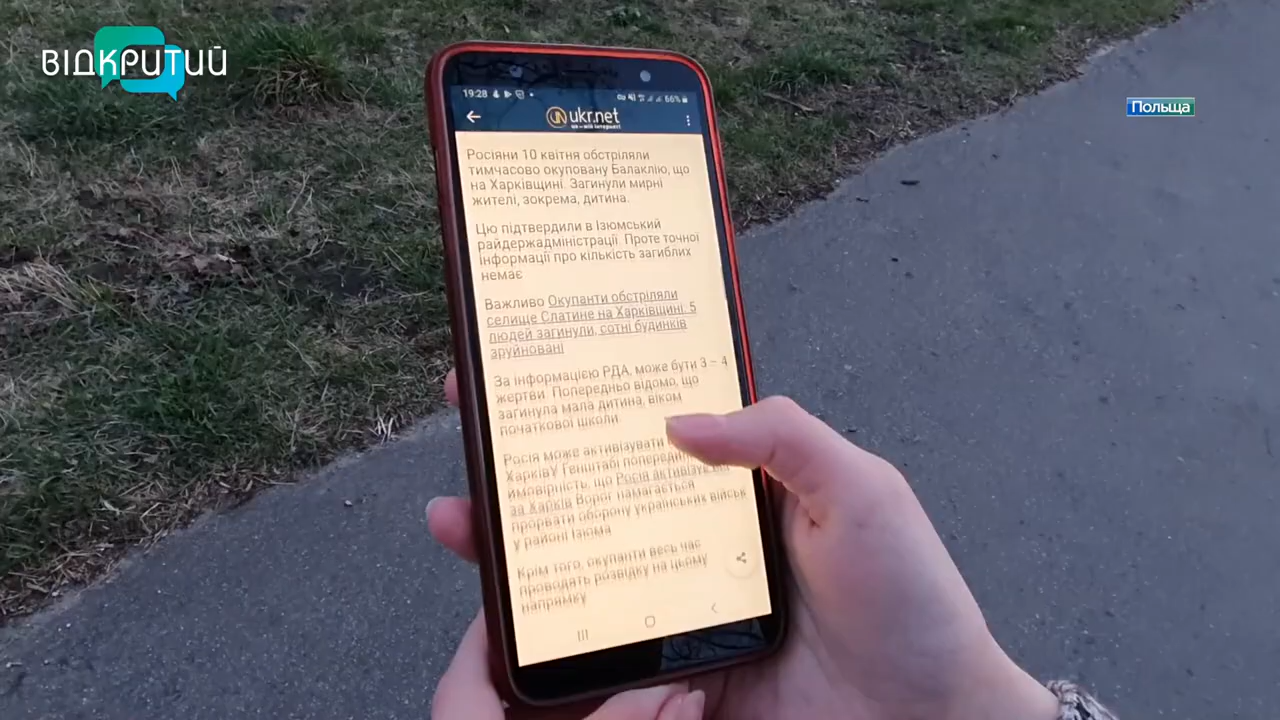 ВІДКРИТИЙ
Польща
19:28
66%
ukr.net
Росіяни 10 квітня обстріляли
тимчасово окуповану Балаклію, що
на Харківщині. Загинули мирні
жителі, зокрема, дитина.
Цю підтвердили в Ізюмський
райдержадміністрації. Проте точної
інформації про кількість загиблих
немає
Важливо Окупанти обстріляли
селище Слатине на Харківщині: 5
людей загинули, сотні будинків
зруйновані
За інформацією РДА, може бути 3 – 4
жертви. Попередньо відомо, що
загинула мала дитина, віком
початкової школи.
Росія може активізувати
Харків У Генштабі
ймовірність, що Росія активізує
за Харків Ворог намагається
прорвати оборону українських військ
у районі Ізюма
Крім того, окупанти весь час
проводять розвідку на цьому
напрямку